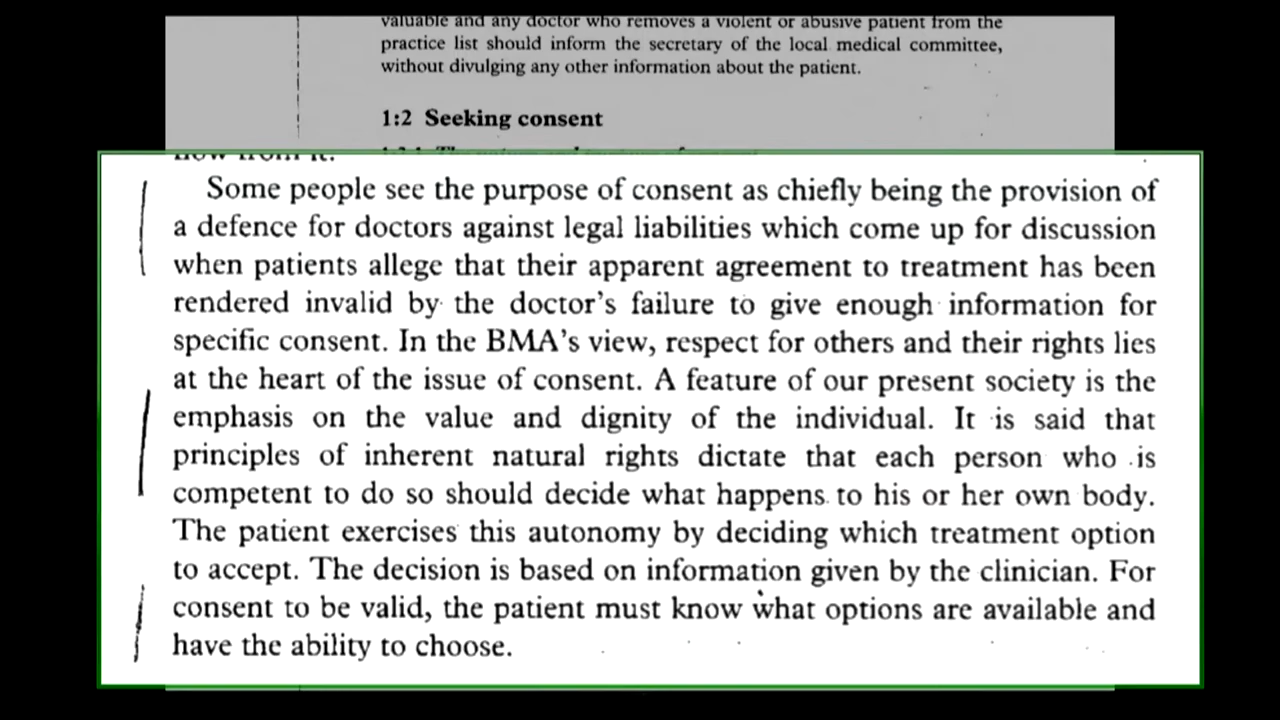 valuable and any doctor who removes a violent or abusive patient from the
practice list should inform the secretary of the local medical committee,
without divulging any other information about the patient.
1:2 Seeking consent
Some people see the purpose of consent as chiefly being the provision of
a defence for doctors against legal liabilities which come up for discussion
when patients allege that their apparent agreement to treatment has been
rendered invalid by the doctor's failure to give enough information for
specific consent. In the BMA's view, respect for others and their rights lies
at the heart of the issue of consent. A feature of our present society is the
emphasis on the value and dignity of the individual. It is said that
principles of inherent natural rights dictate that each person who is
competent to do so should decide what happens to his or her own body.
The patient exercises this autonomy by deciding which treatment option
to accept. The decision is based on information given by the clinician. For
consent to be valid, the patient must know what options are available and
have the ability to choose.